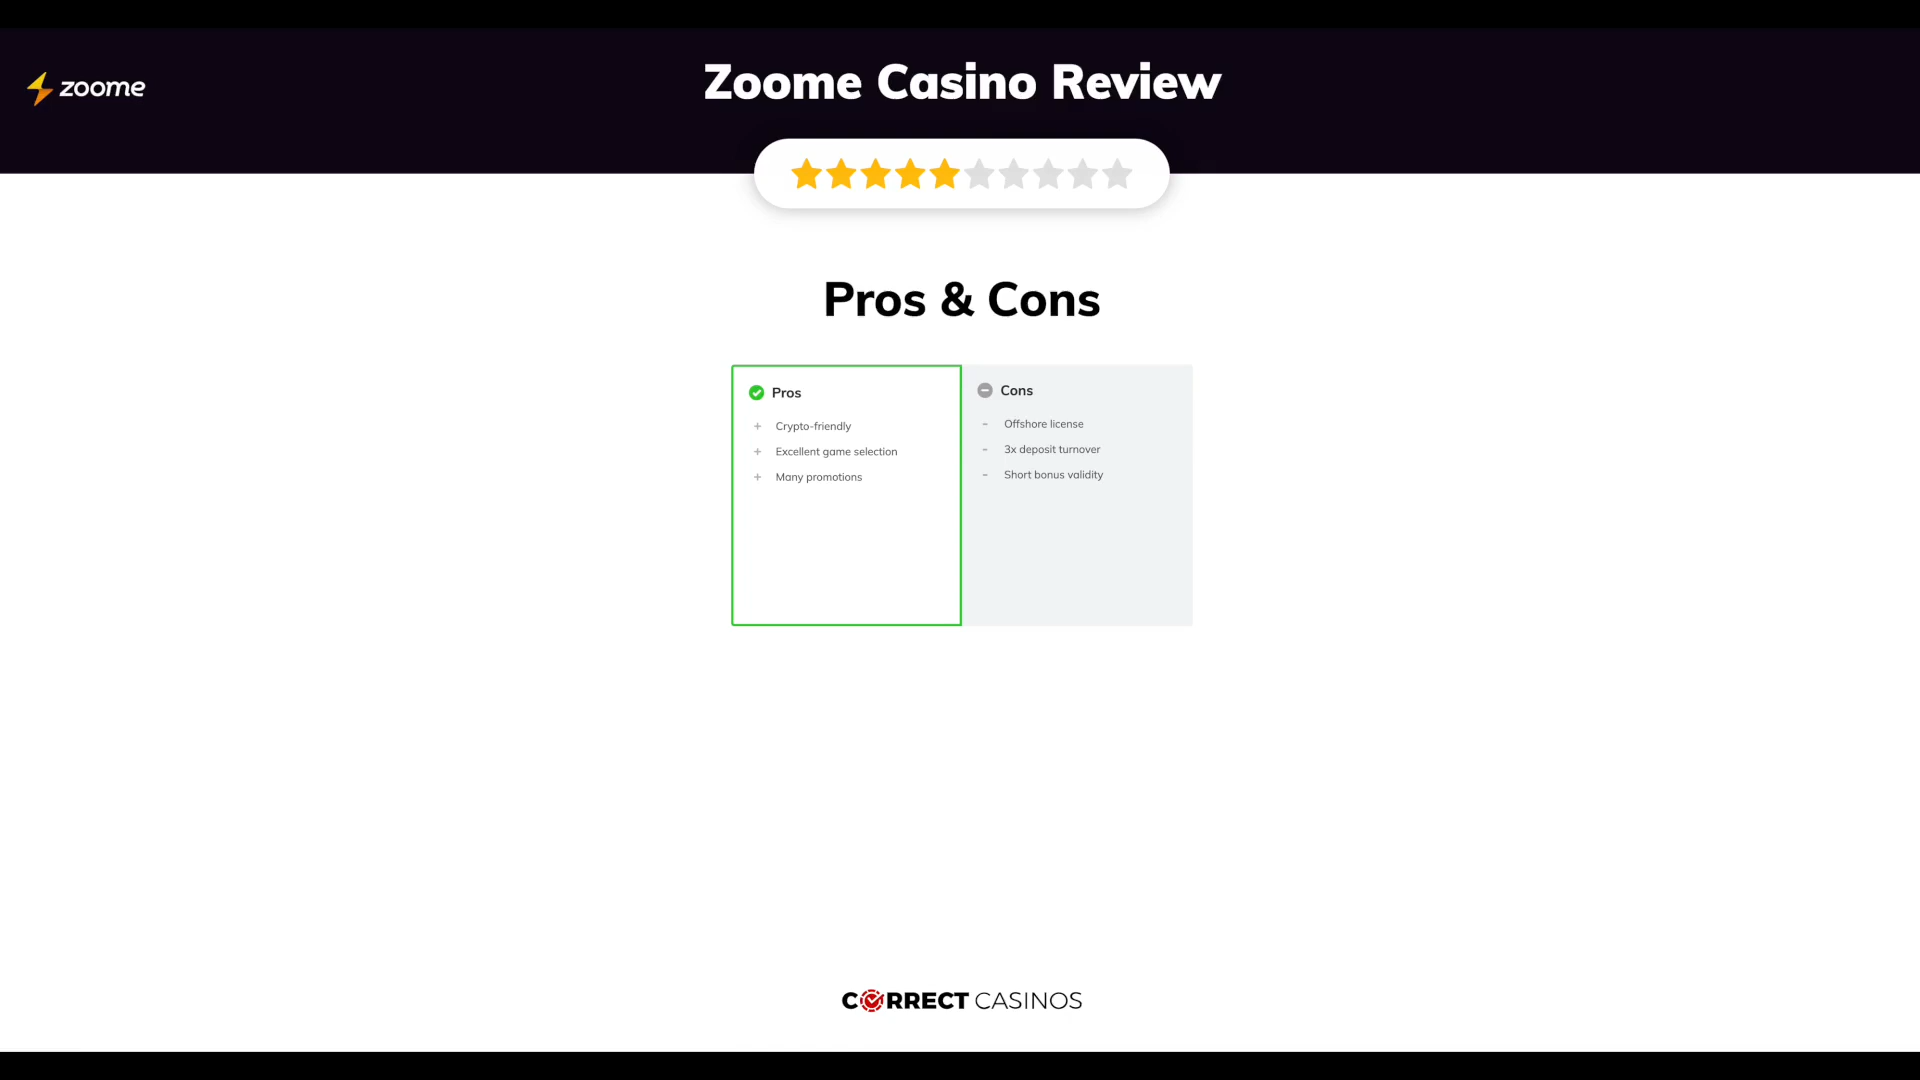 zoome
Zoome Casino Review
Pros & Cons
Pros
+ Crypto-friendly
+ Excellent game selection
+ Many promotions
Cons
- Offshore license
- 3x deposit turnover
- Short bonus validity
CORRECT CASINOS